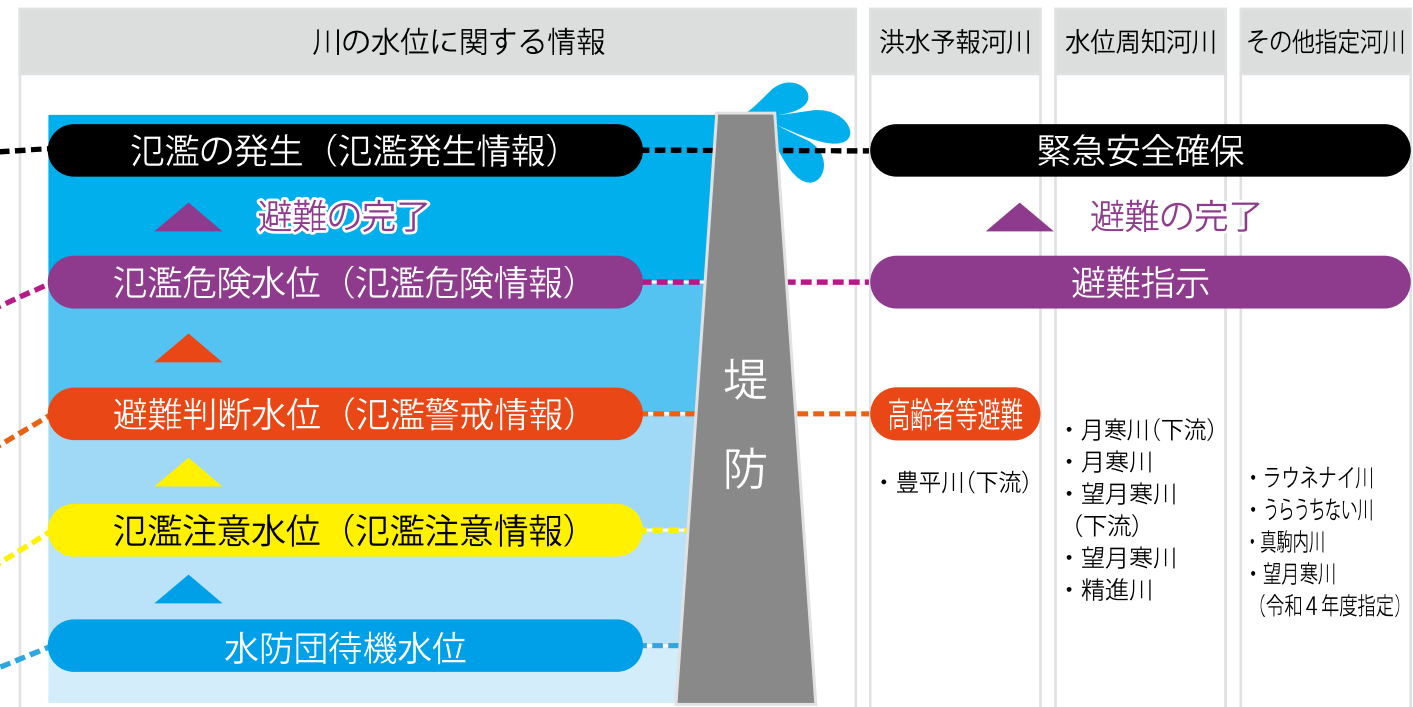 川の水位に関する情報
洪水予報河川
水位周知河川
その他指定河川
氾濫の発生（氾濫発生情報）
緊急安全確保
避難の完了
避難の完了
氾濫危険水位（氾濫危険情報）
避難指示
避難判断水位（氾濫警戒情報）
高齢者等避難
氾濫注意水位（氾濫注意情報）
水防団待機水位
堤
防
・豊平川（下流）
・月寒川（下流）
・月寒川
・望月寒川
（下流）
・望月寒川
・精進川
・ラウネナイ川
・うらうちない川
・真駒内川
・望月寒川
（令和４年度指定）